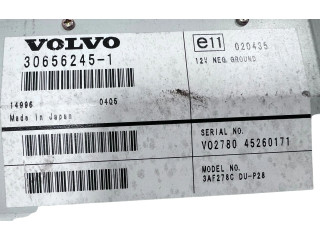 VOLVO
30656245-1
14996 0405
Made in Japan
e11 020435
12V NEG. GROUND
SERIAL NO.
V02780 45260171
MODEL NO.
3AF278C DU-P28